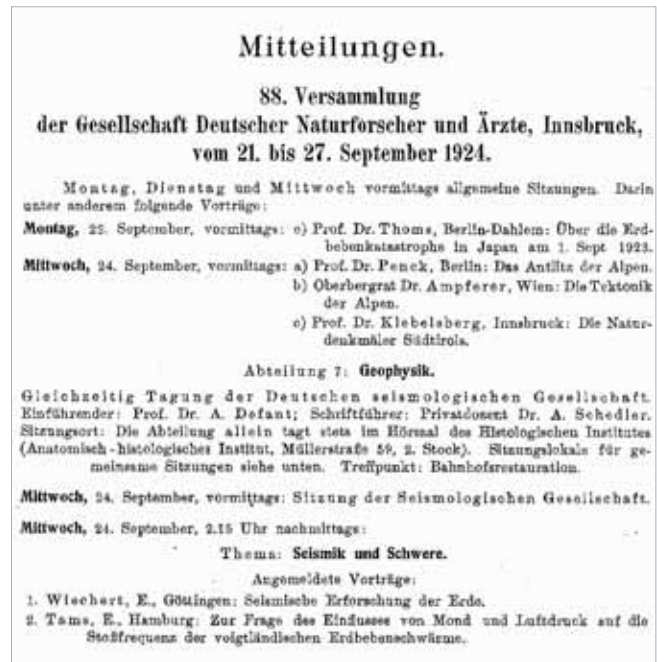 Mitteilungen.
88. Versammlung
der Gesellschaft Deutscher Naturforscher und Ärzte, Innsbruck,
vom 21. bis 27. September 1924.
Montag, Dienstag und Mittwoch vormittags allgemeine Sitzungen. Darin
unter anderem folgende Vorträge:
Montag, 22. September, vormittags: c) Prof. Dr. Thoms, Berlin-Dahlem: Über die Erd-
bebenkatastrophe in Japan am 1. Sept 1923.
Mittwoch, 24. September, vormittags: a) Prof. Dr. Penck, Berlin: Das Antlitz der Alpen.
b) Oberbergrat Dr. Ampferer, Wien: Die Tektonik
der Alpen.
c) Prof. Dr. Klebelsberg, Innsbruck: Die Natur-
denkmäler Südtirols.
Abteilung 7: Geophysik.
Gleichzeitig Tagung der Deutschen seismologischen Gesellschaft.
Einführender: Prof. Dr. A. Defant; Schriftführer: Privatdozent Dr. A. Schedler.
Sitzungsort: Die Abteilung allein tagt stets im Hörsaal des Histologischen Institutes
(Anatomisch-histologisches Institut, Müllerstraße 59, 2. Stock). Sitzungslokale für ge-
meinsame Sitzungen siehe unten. Treffpunkt: Bahnhofsrestauration.
Mittwoch, 24. September, vormittags: Sitzung der Seismologischen Gesellschaft.
Mittwoch, 24. September, 2.15 Uhr nachmittags:
Thema: Seismik und Schwere.
Angemeldete Vorträge:
1. Wiechert, E., Göttingen: Seismische Erforschung der Erde.
2. Tams, E., Hamburg: Zur Frage des Einflusses von Mond und Luftdruck auf die
Stoßfrequenz der voigtländischen Erdbebenschwärme.